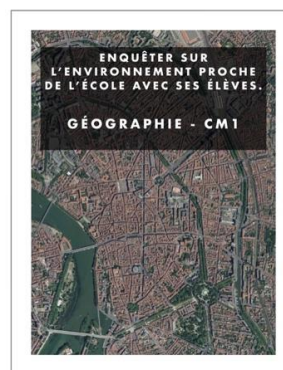 ENQUÊTER SUR
L'ENVIRONNEMENT PROCHE
DE L'ÉCOLE AVEC SES ÉLÈVES.
GÉOGRAPHIE - CM1